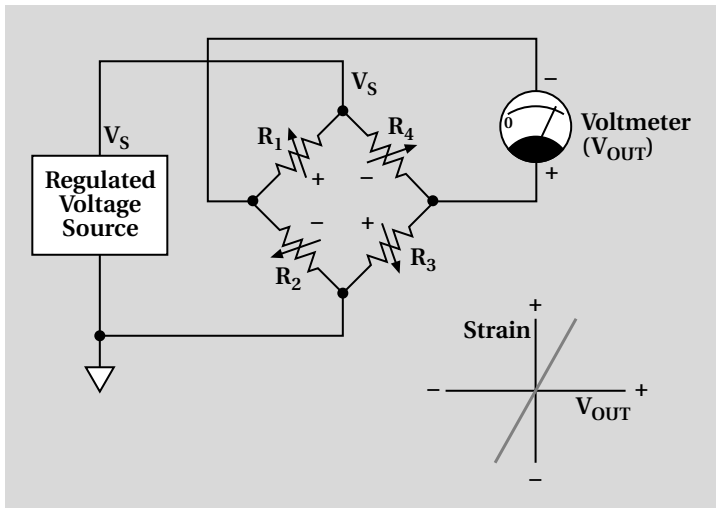 V_S
V_S
R_1
R_4
+
−
−
+
R_2
R_3
Regulated
Voltage
Source
−
0
Voltmeter
(V_OUT)
+
+
Strain
−
+
V_OUT
−